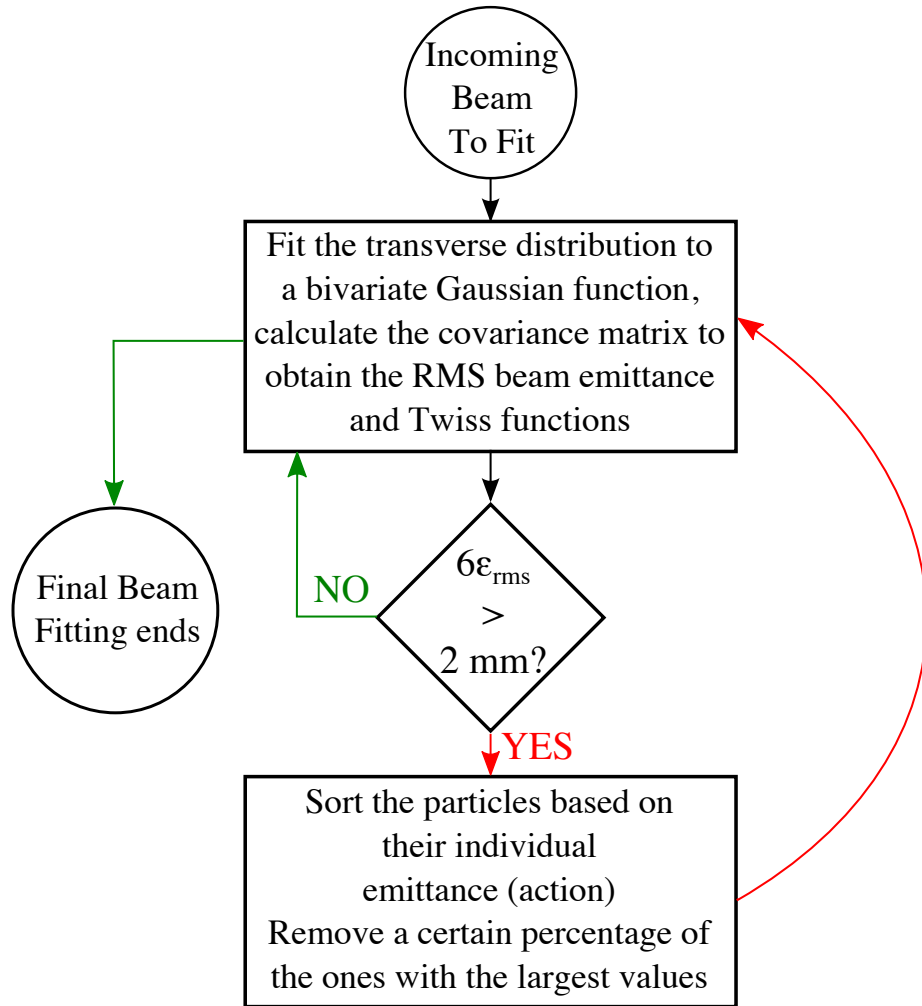 Incoming
Beam
To Fit
Fit the transverse distribution to
a bivariate Gaussian function,
calculate the covariance matrix to
obtain the RMS beam emittance
and Twiss functions
6εrms
>
2 mm?
NO
Final Beam
Fitting ends
YES
Sort the particles based on
their individual
emittance (action)
Remove a certain percentage of
the ones with the largest values